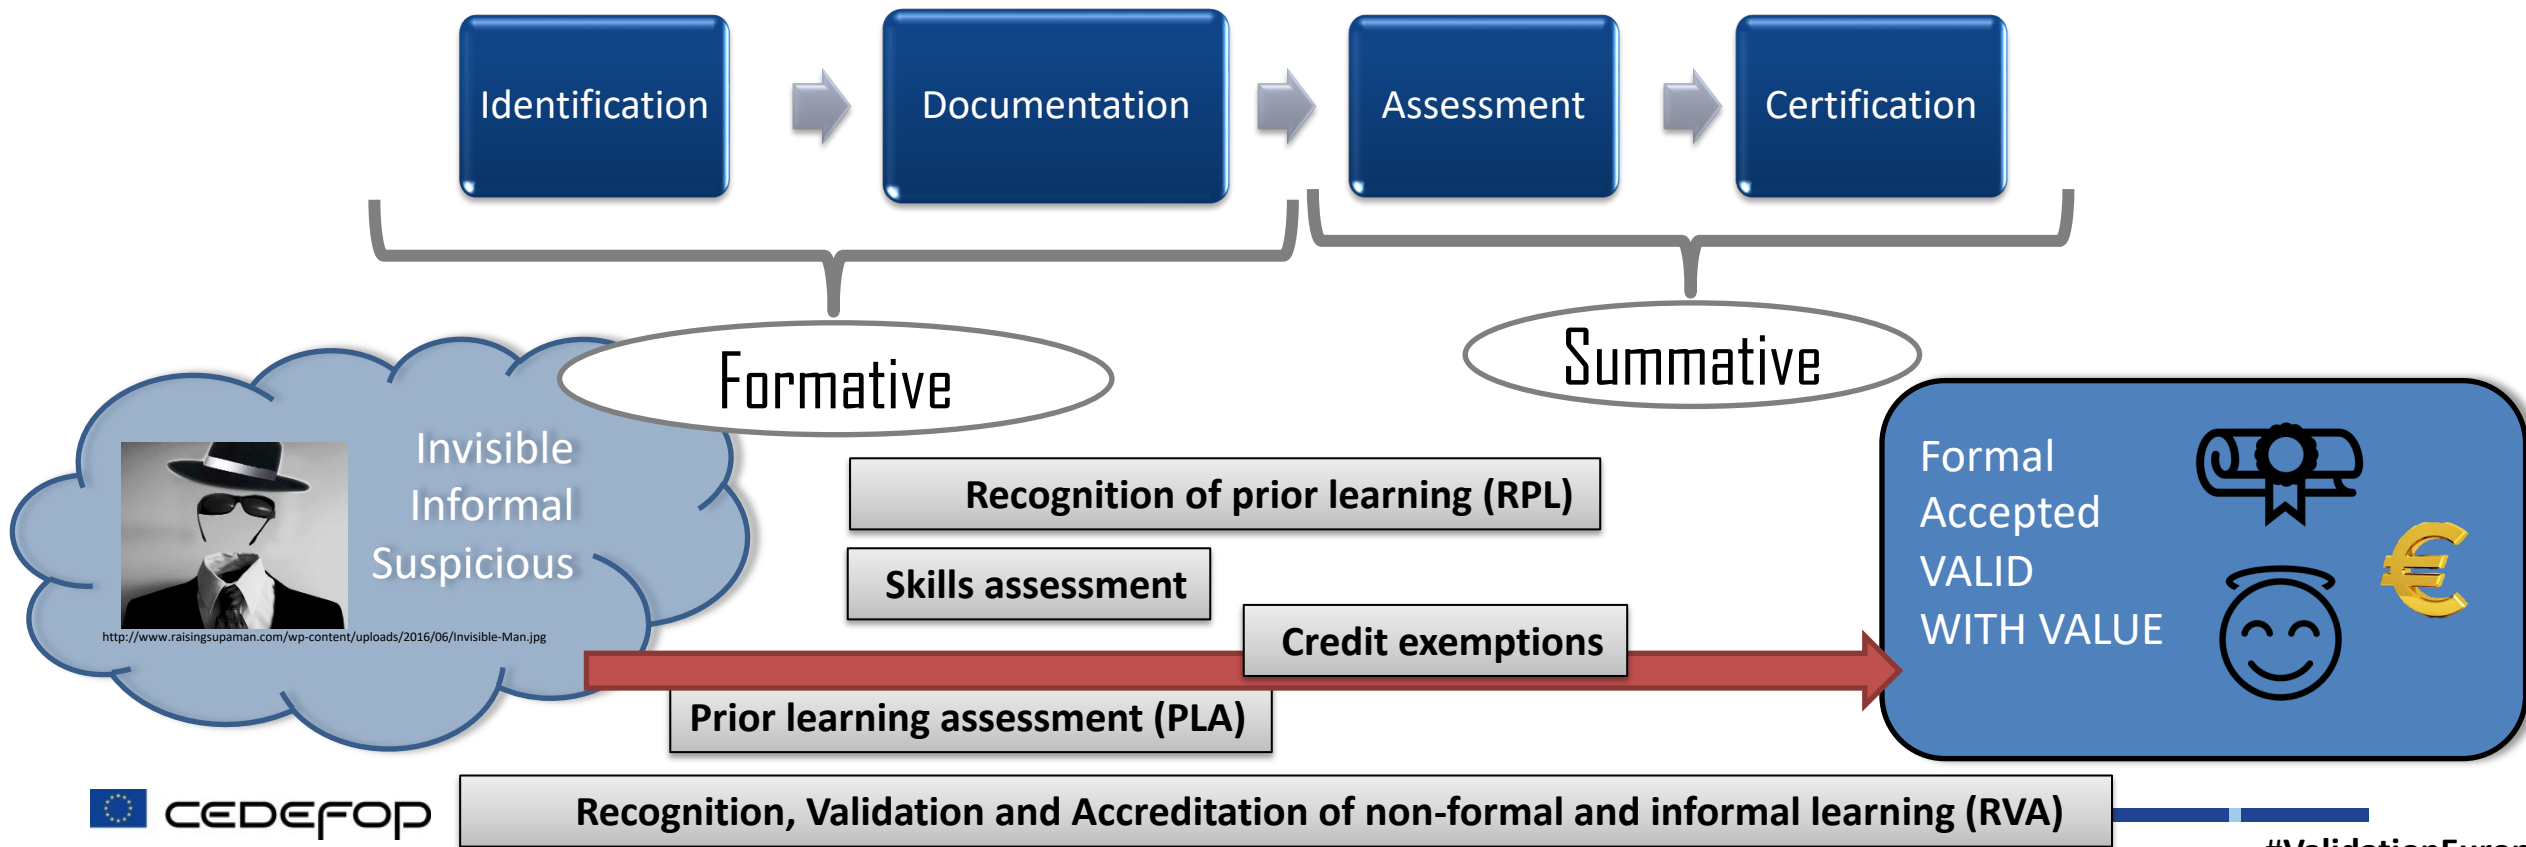 Identification
Documentation
Assessment
Certification
Formative
Summative
Invisible
Informal
Suspicious
http://www.raisingsupaman.com/wp-content/uploads/2016/06/Invisible-Man.jpg
Recognition of prior learning (RPL)
Skills assessment
Credit exemptions
Prior learning assessment (PLA)
Formal
Accepted
VALID
WITH VALUE
€
CEDEFOP
Recognition, Validation and Accreditation of non-formal and informal learning (RVA)